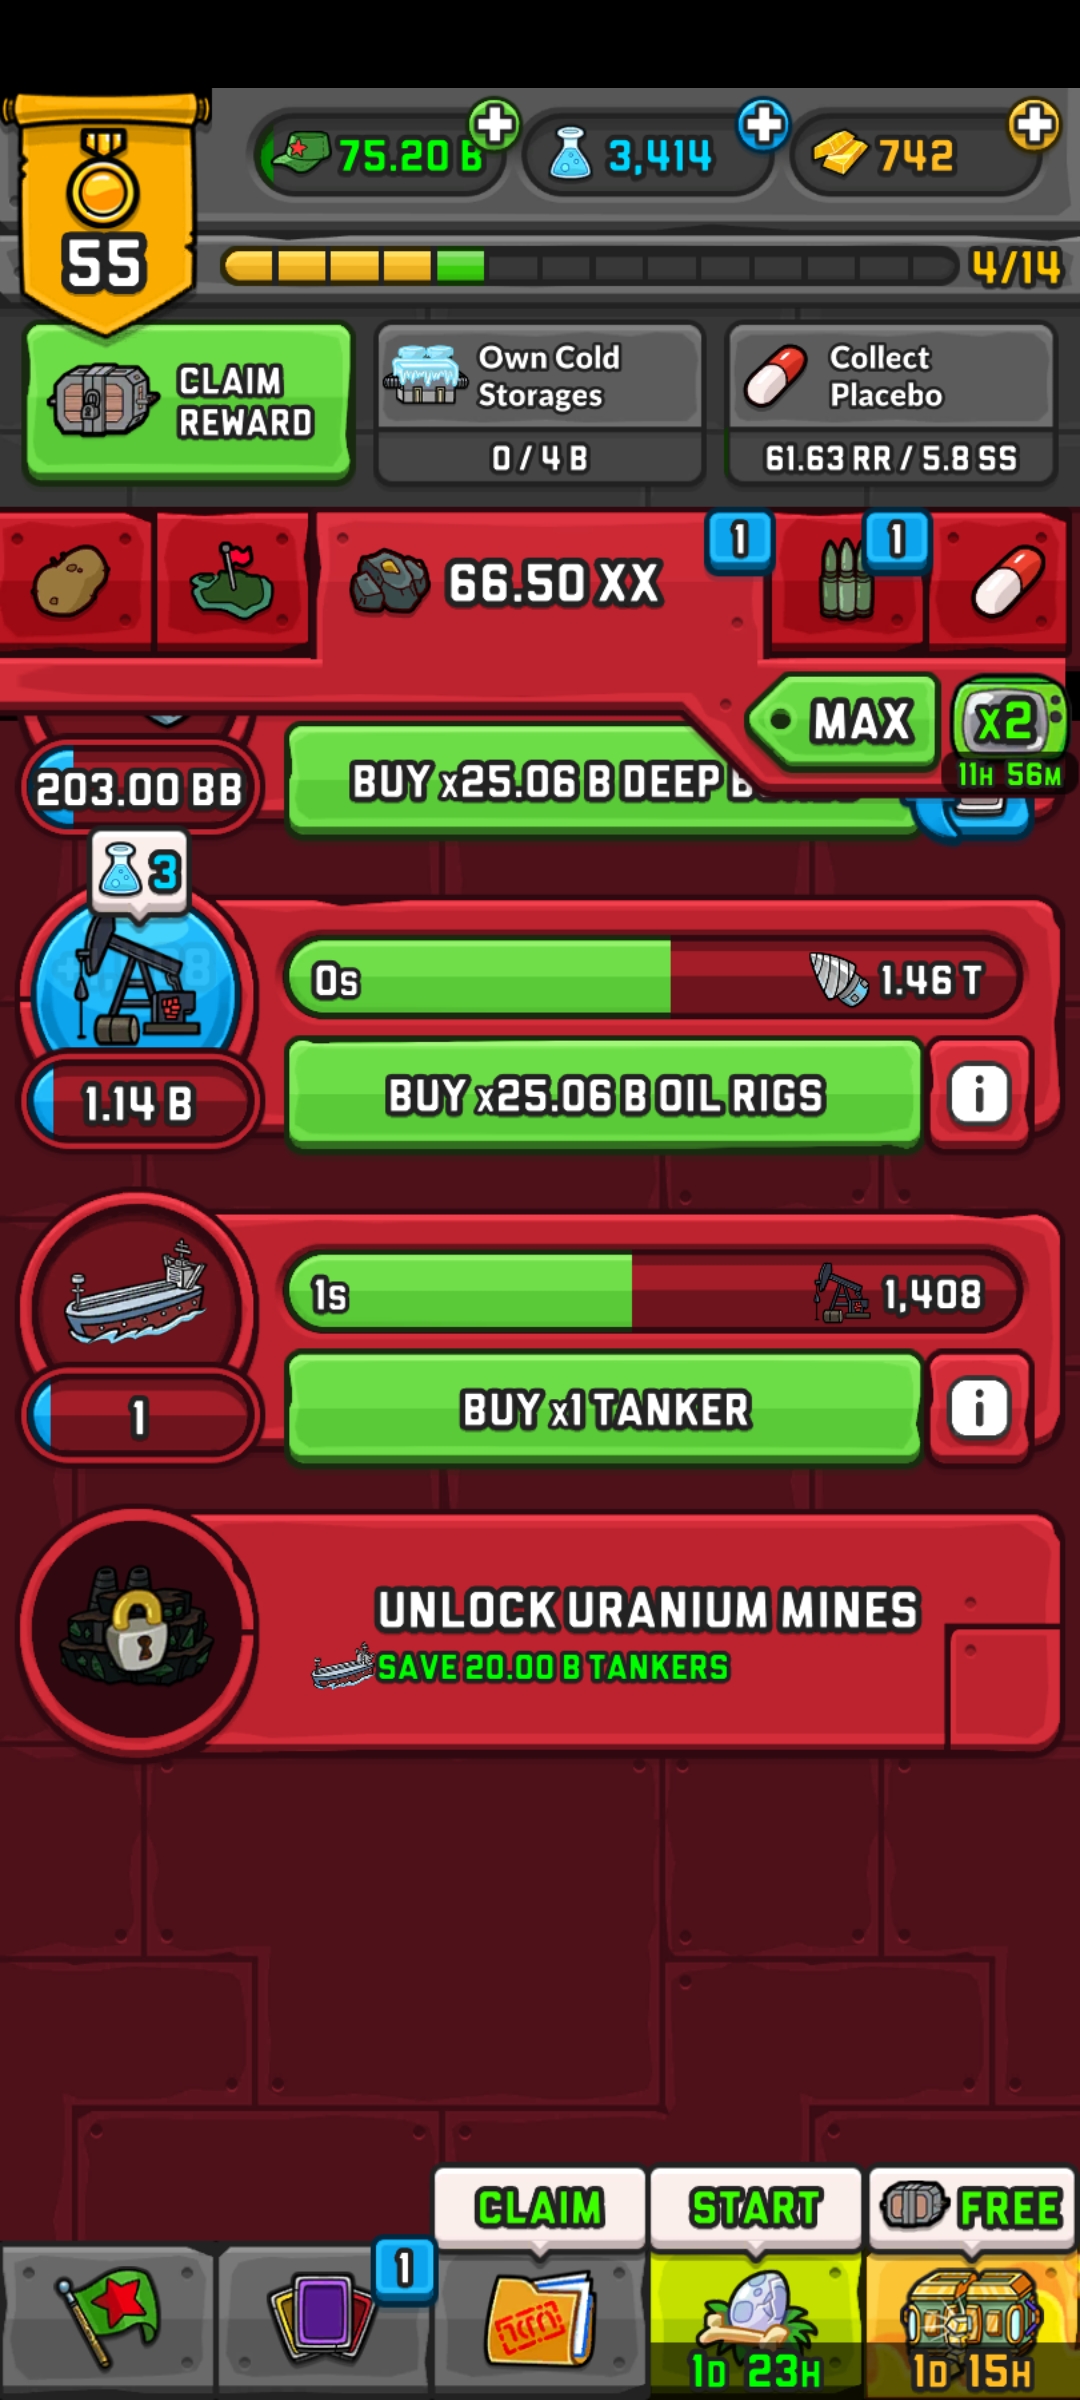 75.20 B
3,414
742
55
4/14
CLAIM
REWARD
Own Cold
Storages
0 / 4 B
Collect
Placebo
61.63 RR / 5.8 SS
66.50 XX
1
1
MAX
x2
11H 56M
203.00 BB
BUY x25.06 B DEEP
3
0s
1.46 T
1.14 B
BUY x25.06 B OIL RIGS
i
1s
1,408
1
BUY x1 TANKER
i
UNLOCK URANIUM MINES
SAVE 20.00 B TANKERS
CLAIM
START
FREE
1
1D 23H
1D 15H